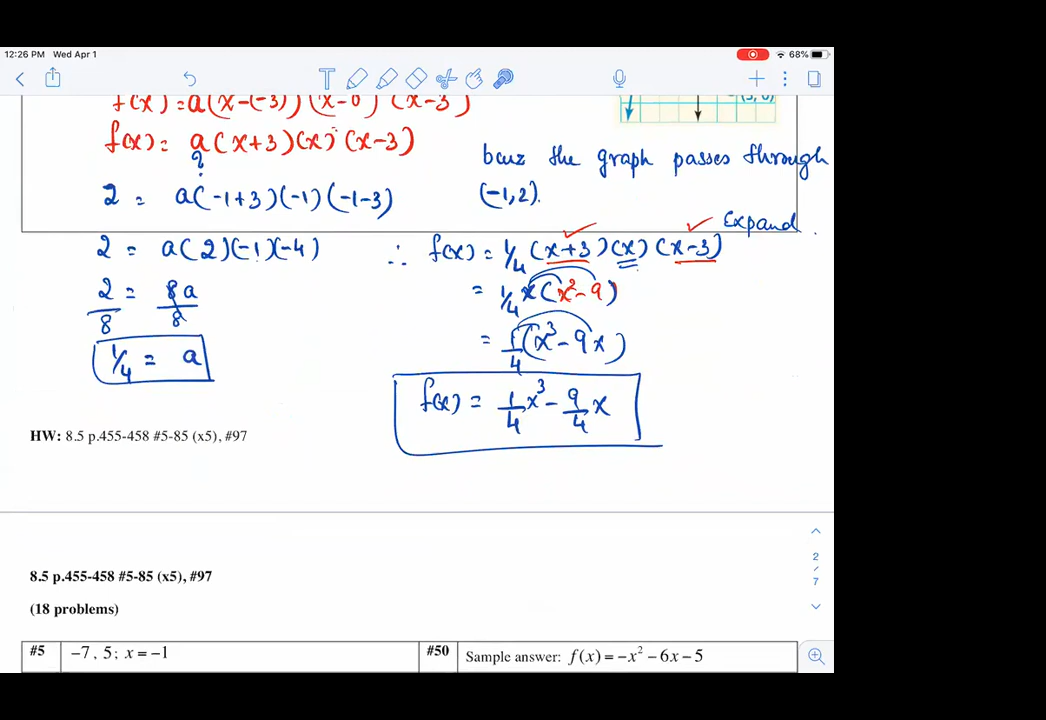 12:26 PM Wed Apr 1
68%
f(x) = a(x-(-3))(x-0)(x-3)
f(x) = a(x+3)(x)(x-3)
?
bcuz the graph passes through
(-1,2).
2 = a(-1+3)(-1)(-1-3)
Expand.
2 = a(2)(-1)(-4)
∴ f(x) = 1/4 (x+3)(x)(x-3)
2/8 = 8a/8
= 1/4 x(x²-9)
= 1/4 (x³-9x)
1/4 = a
f(x) = 1/4 x³ - 9/4 x
HW: 8.5 p.455-458 #5-85 (x5), #97
2
/
7
8.5 p.455-458 #5-85 (x5), #97
(18 problems)
#5 −7, 5; x = −1 #50 Sample answer: f(x) = −x² − 6x − 5